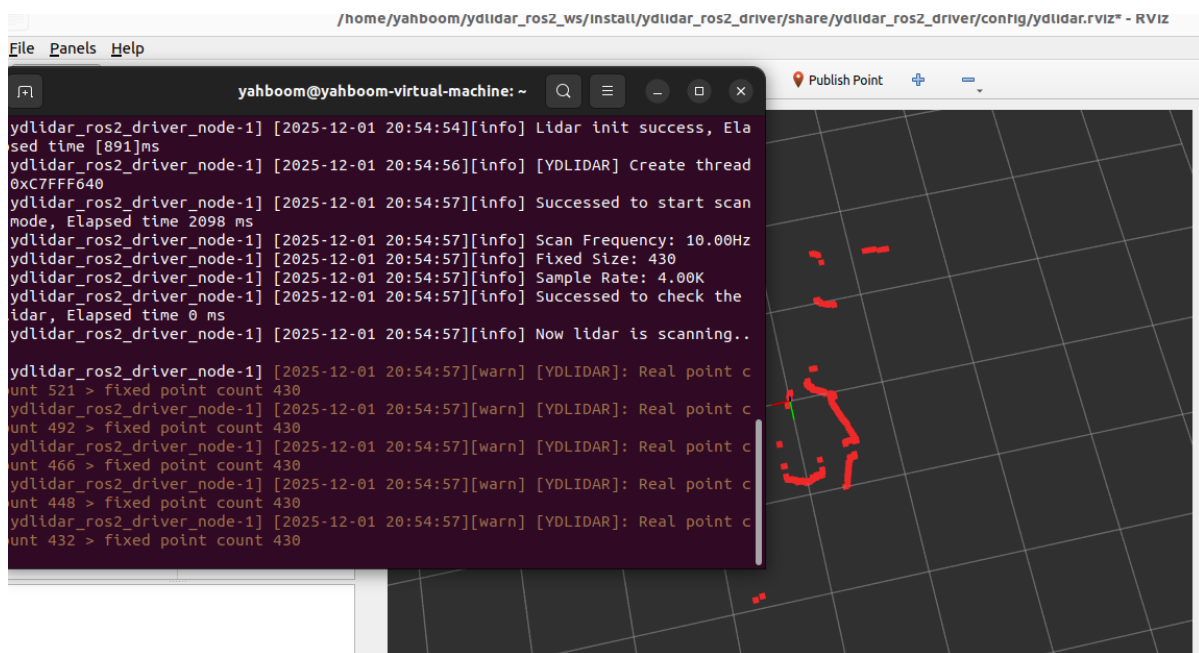 /home/yahboom/ydlidar_ros2_ws/install/ydlidar_ros2_driver/share/ydlidar_ros2_driver/config/ydlidar.rviz* - RViz
File Panels Help
yahboom@yahboom-virtual-machine: ~
Publish Point
ydlidar_ros2_driver_node-1] [2025-12-01 20:54:54][info] Lidar init success, Ela
sed time [891]ms
ydlidar_ros2_driver_node-1] [2025-12-01 20:54:56][info] [YDLIDAR] Create thread
0xC7FFF640
ydlidar_ros2_driver_node-1] [2025-12-01 20:54:57][info] Successed to start scan
mode, Elapsed time 2098 ms
ydlidar_ros2_driver_node-1] [2025-12-01 20:54:57][info] Scan Frequency: 10.00Hz
ydlidar_ros2_driver_node-1] [2025-12-01 20:54:57][info] Fixed Size: 430
ydlidar_ros2_driver_node-1] [2025-12-01 20:54:57][info] Sample Rate: 4.00K
ydlidar_ros2_driver_node-1] [2025-12-01 20:54:57][info] Successed to check the
idar, Elapsed time 0 ms
ydlidar_ros2_driver_node-1] [2025-12-01 20:54:57][info] Now lidar is scanning..
ydlidar_ros2_driver_node-1] [2025-12-01 20:54:57][warn] [YDLIDAR]: Real point c
unt 521 > fixed point count 430
ydlidar_ros2_driver_node-1] [2025-12-01 20:54:57][warn] [YDLIDAR]: Real point c
unt 492 > fixed point count 430
ydlidar_ros2_driver_node-1] [2025-12-01 20:54:57][warn] [YDLIDAR]: Real point c
unt 466 > fixed point count 430
ydlidar_ros2_driver_node-1] [2025-12-01 20:54:57][warn] [YDLIDAR]: Real point c
unt 448 > fixed point count 430
ydlidar_ros2_driver_node-1] [2025-12-01 20:54:57][warn] [YDLIDAR]: Real point c
unt 432 > fixed point count 430